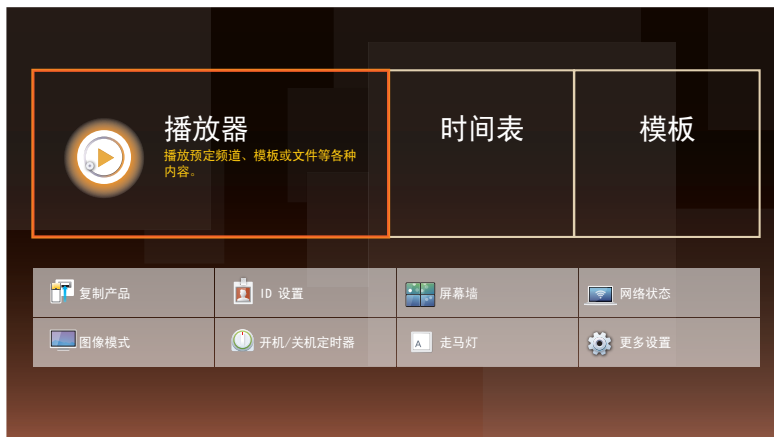 播放器
播放预定频道、模板或文件等各种
内容。
时间表
模板
复制产品
ID 设置
屏幕墙
网络状态
图像模式
开机/关机定时器
A
走马灯
更多设置